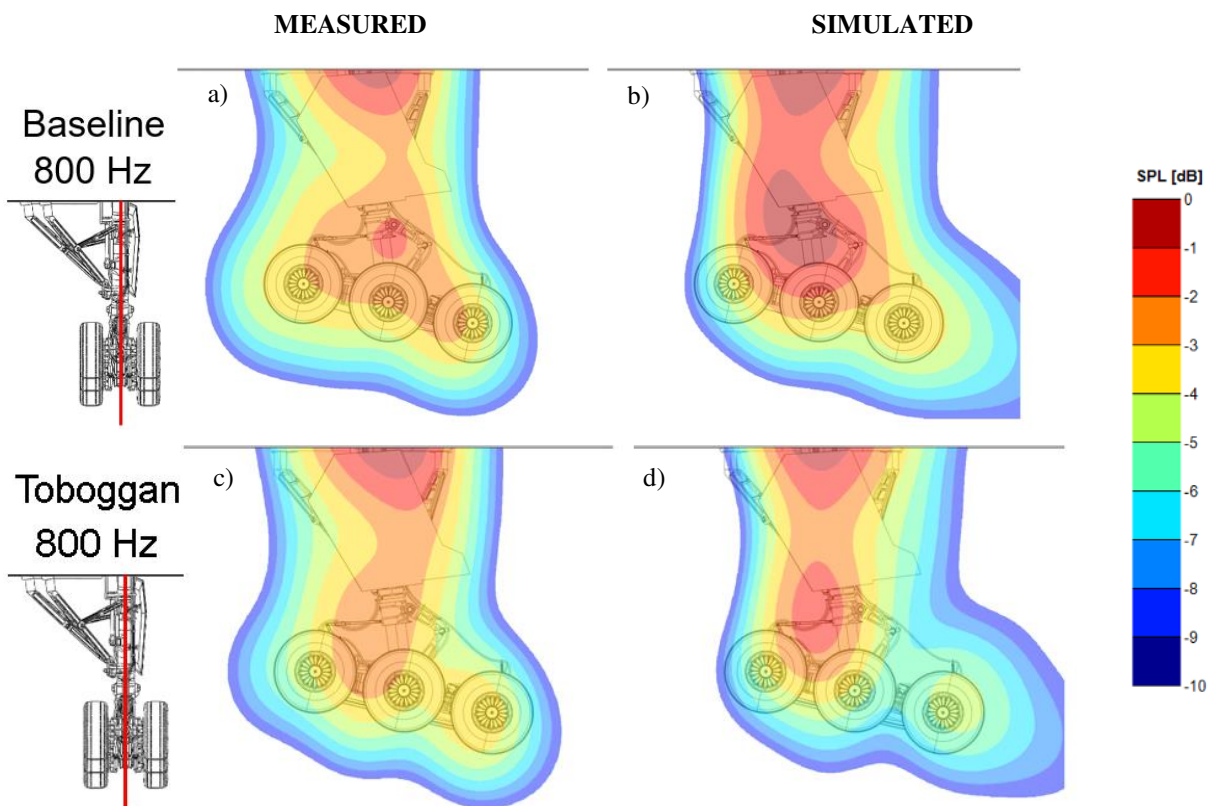 MEASURED
SIMULATED
a)
b)
Baseline
800 Hz
SPL [dB]
0
-1
-2
-3
-4
-5
-6
-7
-8
-9
-10
Toboggan
800 Hz
c)
d)